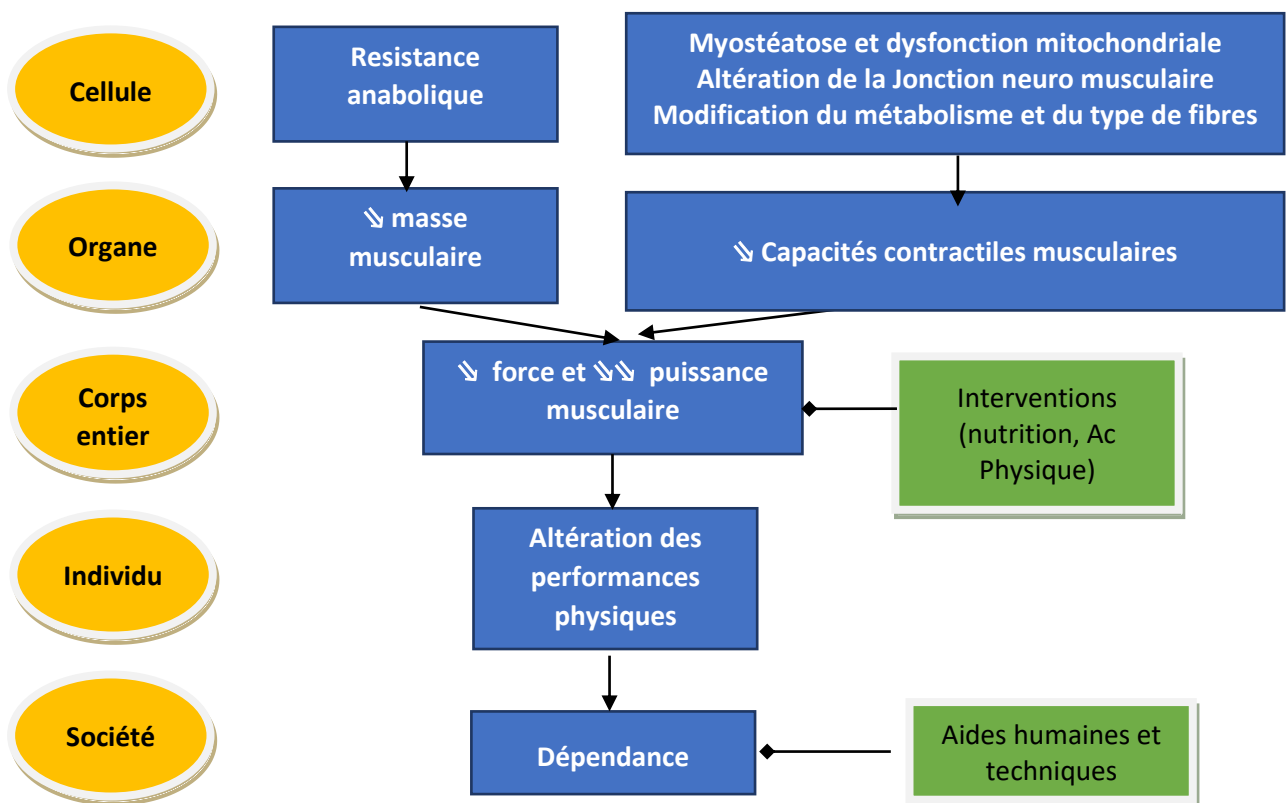 Cellule
Resistance
anabolique
Myostéatose et dysfonction mitochondriale
Altération de la Jonction neuro musculaire
Modification du métabolisme et du type de fibres
Organe
⇘ masse
musculaire
⇘ Capacités contractiles musculaires
Corps
entier
⇘ force et ⇘⇘ puissance
musculaire
Interventions
(nutrition, Ac
Physique)
Individu
Altération des
performances
physiques
Société
Dépendance
Aides humaines et
techniques